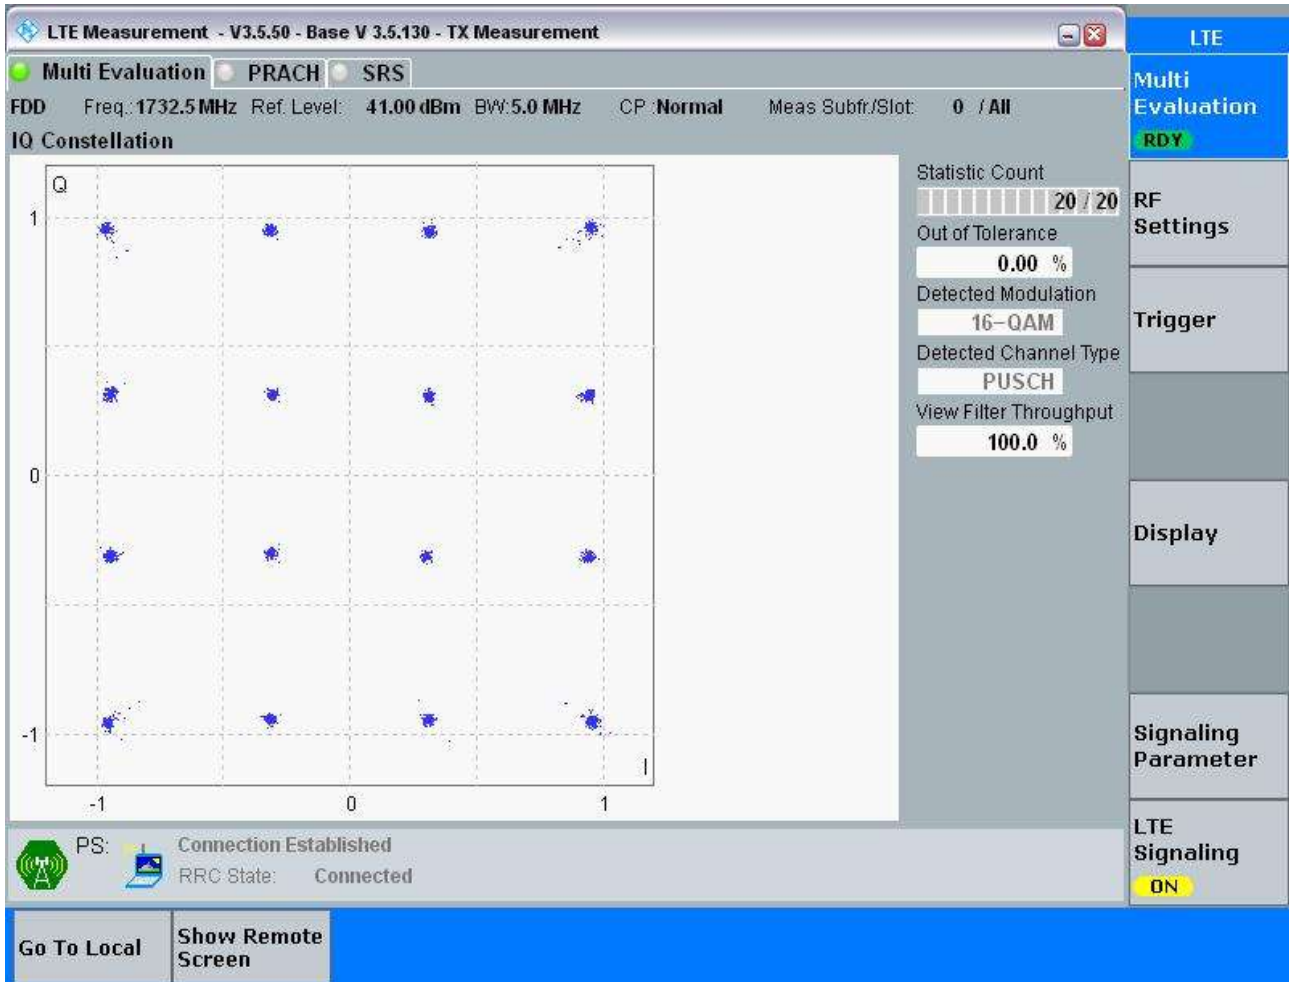 LTE Measurement - V3.5.50 - Base V 3.5.130 - TX Measurement
Multi Evaluation PRACH SRS
FDD Freq.: 1732.5 MHz Ref. Level: 41.00 dBm BW: 5.0 MHz CP : Normal Meas Subfr./Slot: 0 / All
IQ Constellation
Q
1
0
-1
I
-1 0 1
Statistic Count
20 / 20
Out of Tolerance
0.00 %
Detected Modulation
16-QAM
Detected Channel Type
PUSCH
View Filter Throughput
100.0 %
PS: Connection Established
RRC State: Connected
LTE
Multi
Evaluation
RDY
RF
Settings
Trigger
Display
Signaling
Parameter
LTE
Signaling
ON
Go To Local
Show Remote
Screen